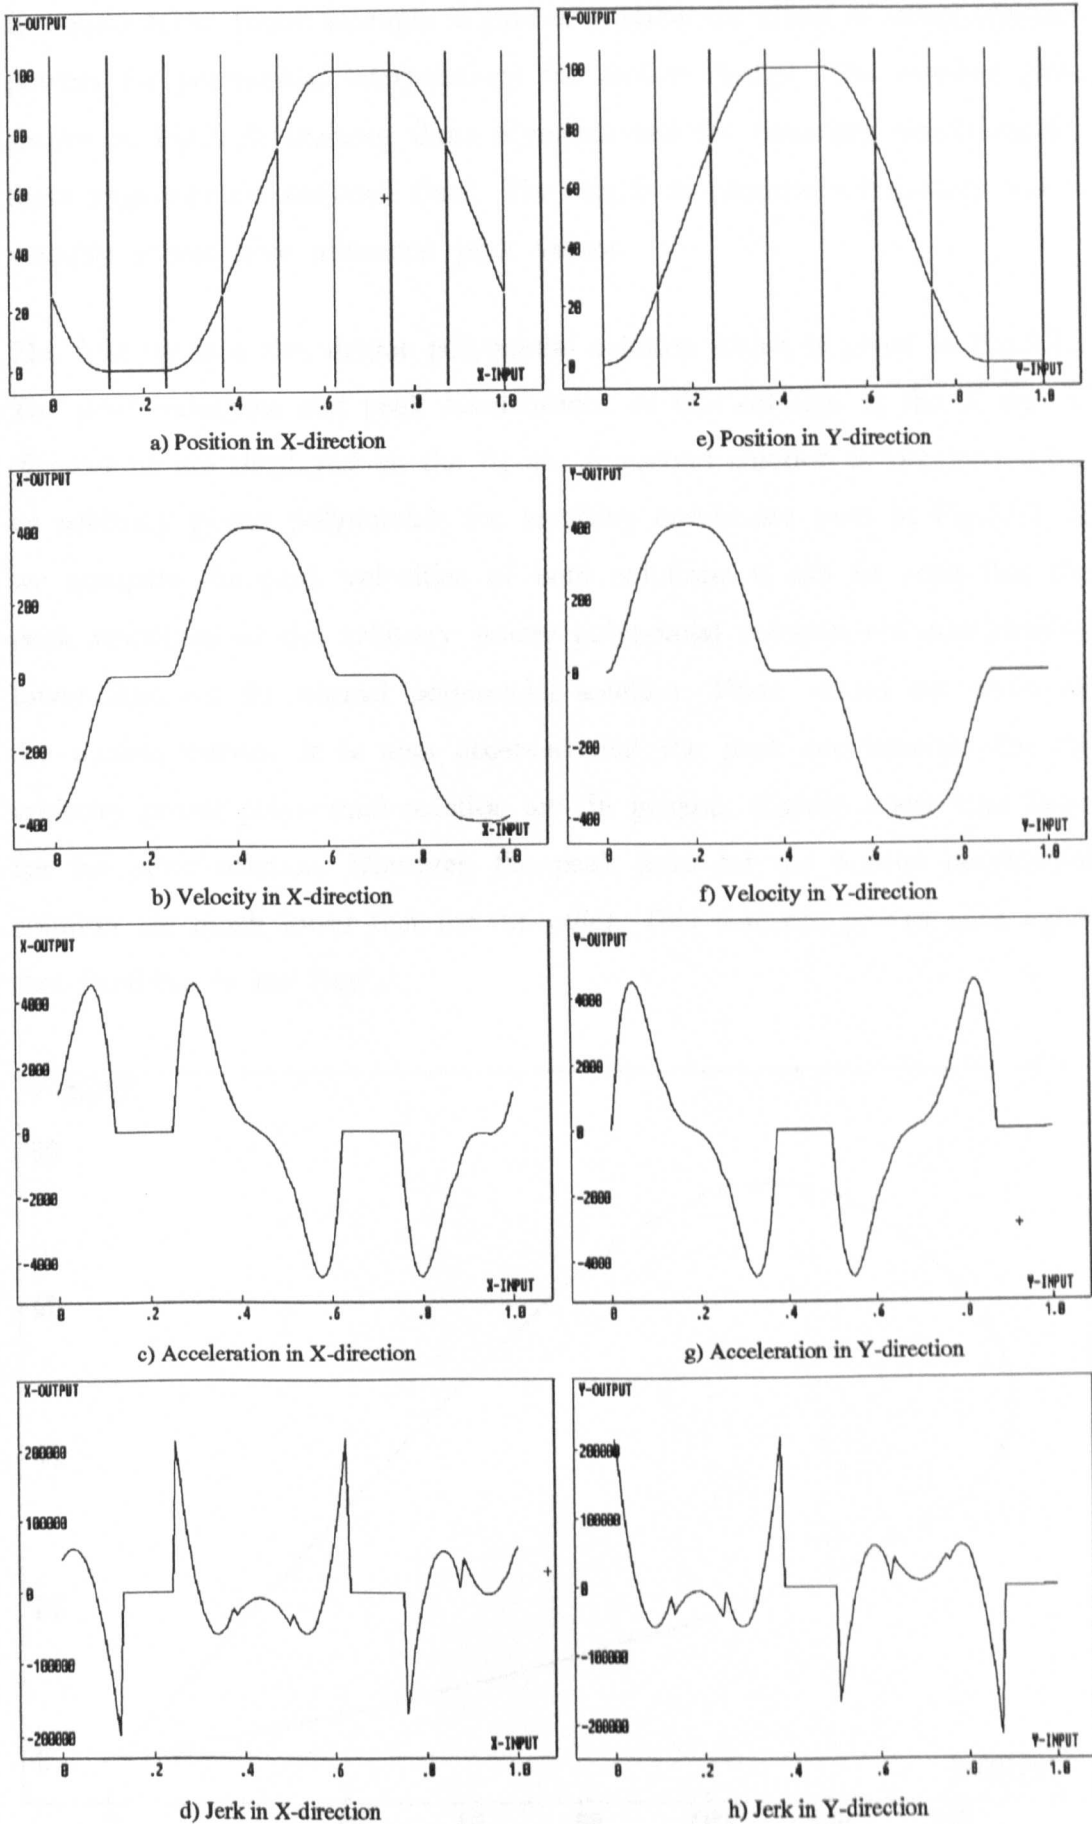 X-OUTPUT
100
80
60
40
20
0
X-INPUT
0 .2 .4 .6 .8 1.0
a) Position in X-direction
Y-OUTPUT
100
80
60
40
20
0
Y-INPUT
0 .2 .4 .6 .8 1.0
e) Position in Y-direction
X-OUTPUT
400
200
0
-200
-400
X-INPUT
0 .2 .4 .6 .8 1.0
b) Velocity in X-direction
Y-OUTPUT
400
200
0
-200
-400
Y-INPUT
0 .2 .4 .6 .8 1.0
f) Velocity in Y-direction
X-OUTPUT
4000
2000
0
-2000
-4000
X-INPUT
0 .2 .4 .6 .8 1.0
c) Acceleration in X-direction
Y-OUTPUT
4000
2000
0
-2000
-4000
Y-INPUT
0 .2 .4 .6 .8 1.0
g) Acceleration in Y-direction
X-OUTPUT
200000
100000
0
-100000
-200000
X-INPUT
0 .2 .4 .6 .8 1.0
d) Jerk in X-direction
Y-OUTPUT
200000
100000
0
-100000
-200000
Y-INPUT
0 .2 .4 .6 .8 1.0
h) Jerk in Y-direction